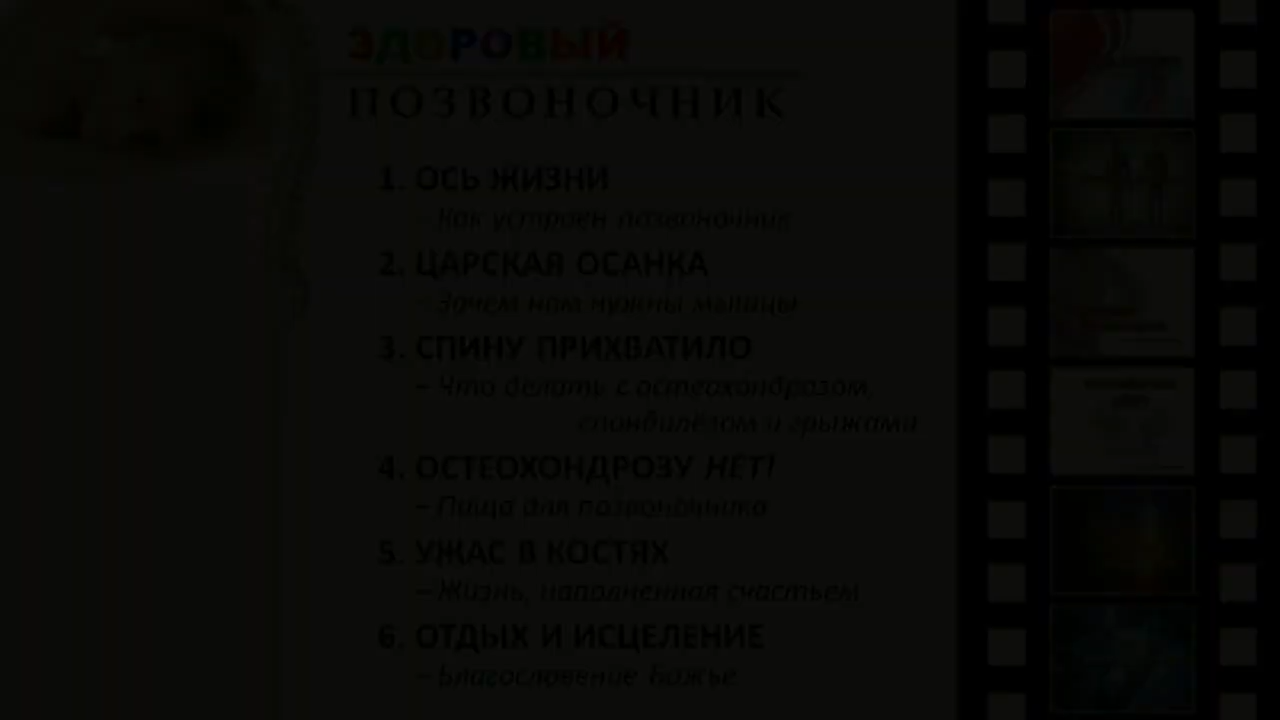 ЗДОРОВЫЙ
ПОЗВОНОЧНИК
1. ОСЬ ЖИЗНИ
– Как устроен позвоночник
2. ЦАРСКАЯ ОСАНКА
– Зачем нам нужны мышцы
3. СПИНУ ПРИХВАТИЛО
– Что делать с остеохондрозом,
спондилёзом и грыжами
4. ОСТЕОХОНДРОЗУ НЕТ!
– Пища для позвоночника
5. УЖАС В КОСТЯХ
– Жизнь, наполненная счастьем
6. ОТДЫХ И ИСЦЕЛЕНИЕ
– Благословение Божье